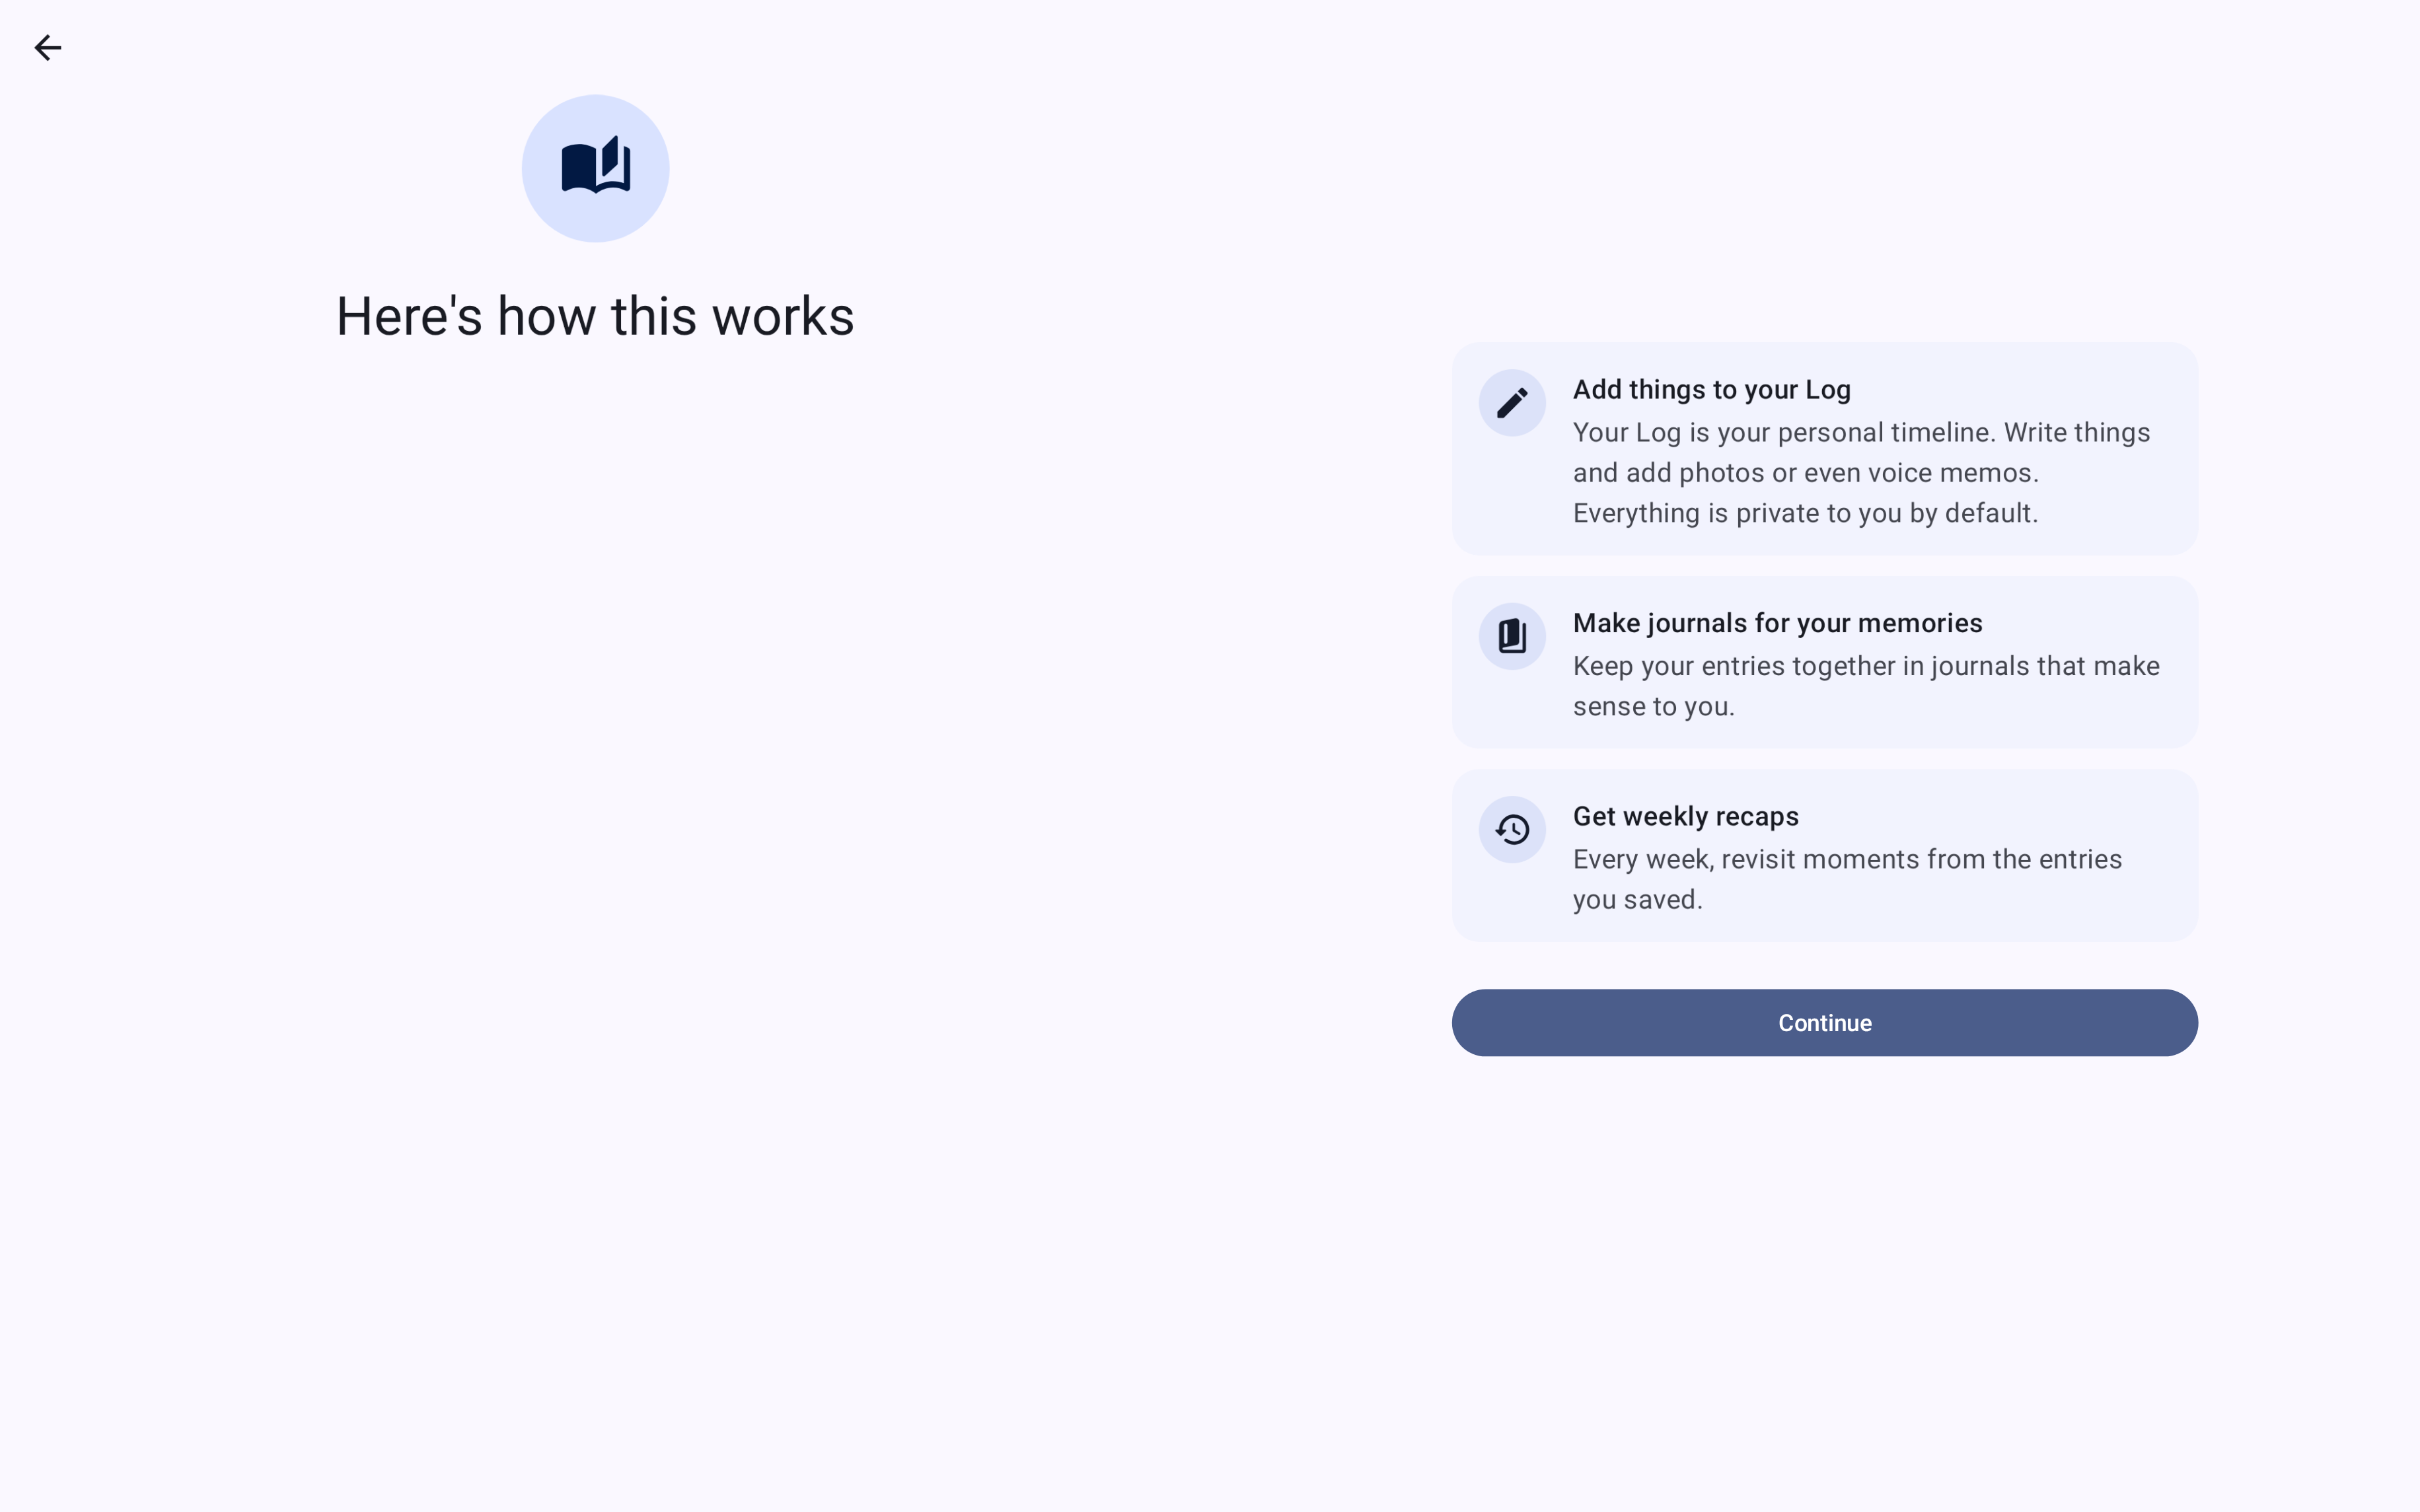 Here's how this works
Add things to your Log
Your Log is your personal timeline. Write things
and add photos or even voice memos.
Everything is private to you by default.
Make journals for your memories
Keep your entries together in journals that make
sense to you.
Get weekly recaps
Every week, revisit moments from the entries
you saved.
Continue